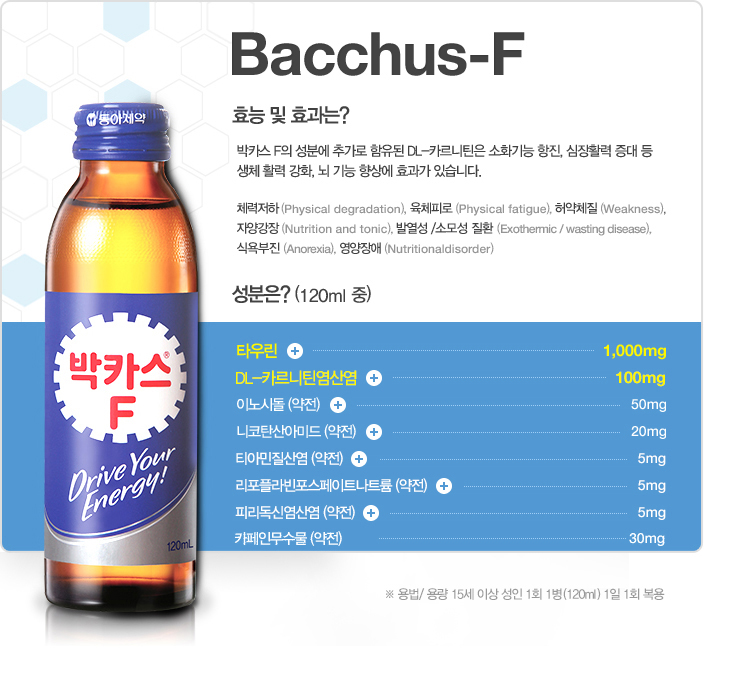 Bacchus-F
효능 및 효과는?
박카스 F의 성분에 추가로 함유된 DL-카르니틴은 소화기능 항진, 심장활력 증대 등
생체 활력 강화, 뇌 기능 향상에 효과가 있습니다.
체력저하 (Physical degradation), 육체피로 (Physical fatigue), 허약체질 (Weakness),
자양강장 (Nutrition and tonic), 발열성 /소모성 질환 (Exothermic / wasting disease),
식욕부진 (Anorexia), 영양장애 (Nutritionaldisorder)
성분은? (120ml 중)
타우린 1,000mg
DL-카르니틴염산염 100mg
이노시돌 (약전) 50mg
니코탄산아미드 (약전) 20mg
티아민질산염 (약전) 5mg
리포플라빈포스페이트나트륨 (약전) 5mg
피리독신염산염 (약전) 5mg
카페인무수물 (약전) 30mg
※ 용법/ 용량 15세 이상 성인 1회 1병(120ml) 1일 1회 복용
동아제약
박카스®
F
Drive Your
Energy!
120mL